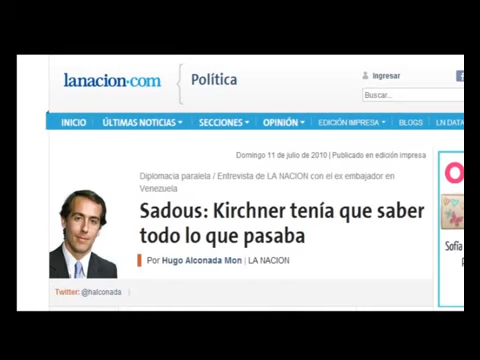 lanacion.com
Política
Ingresar
Buscar...
INICIO ÚLTIMAS NOTICIAS SECCIONES OPINIÓN EDICIÓN IMPRESA BLOGS LN DATA
Domingo 11 de julio de 2010 | Publicado en edición impresa
Diplomacia paralela / Entrevista de LA NACION con el ex embajador en
Venezuela
Sadous: Kirchner tenía que saber
todo lo que pasaba
Por Hugo Alconada Mon | LA NACION
Sofía
Twitter: @halconada